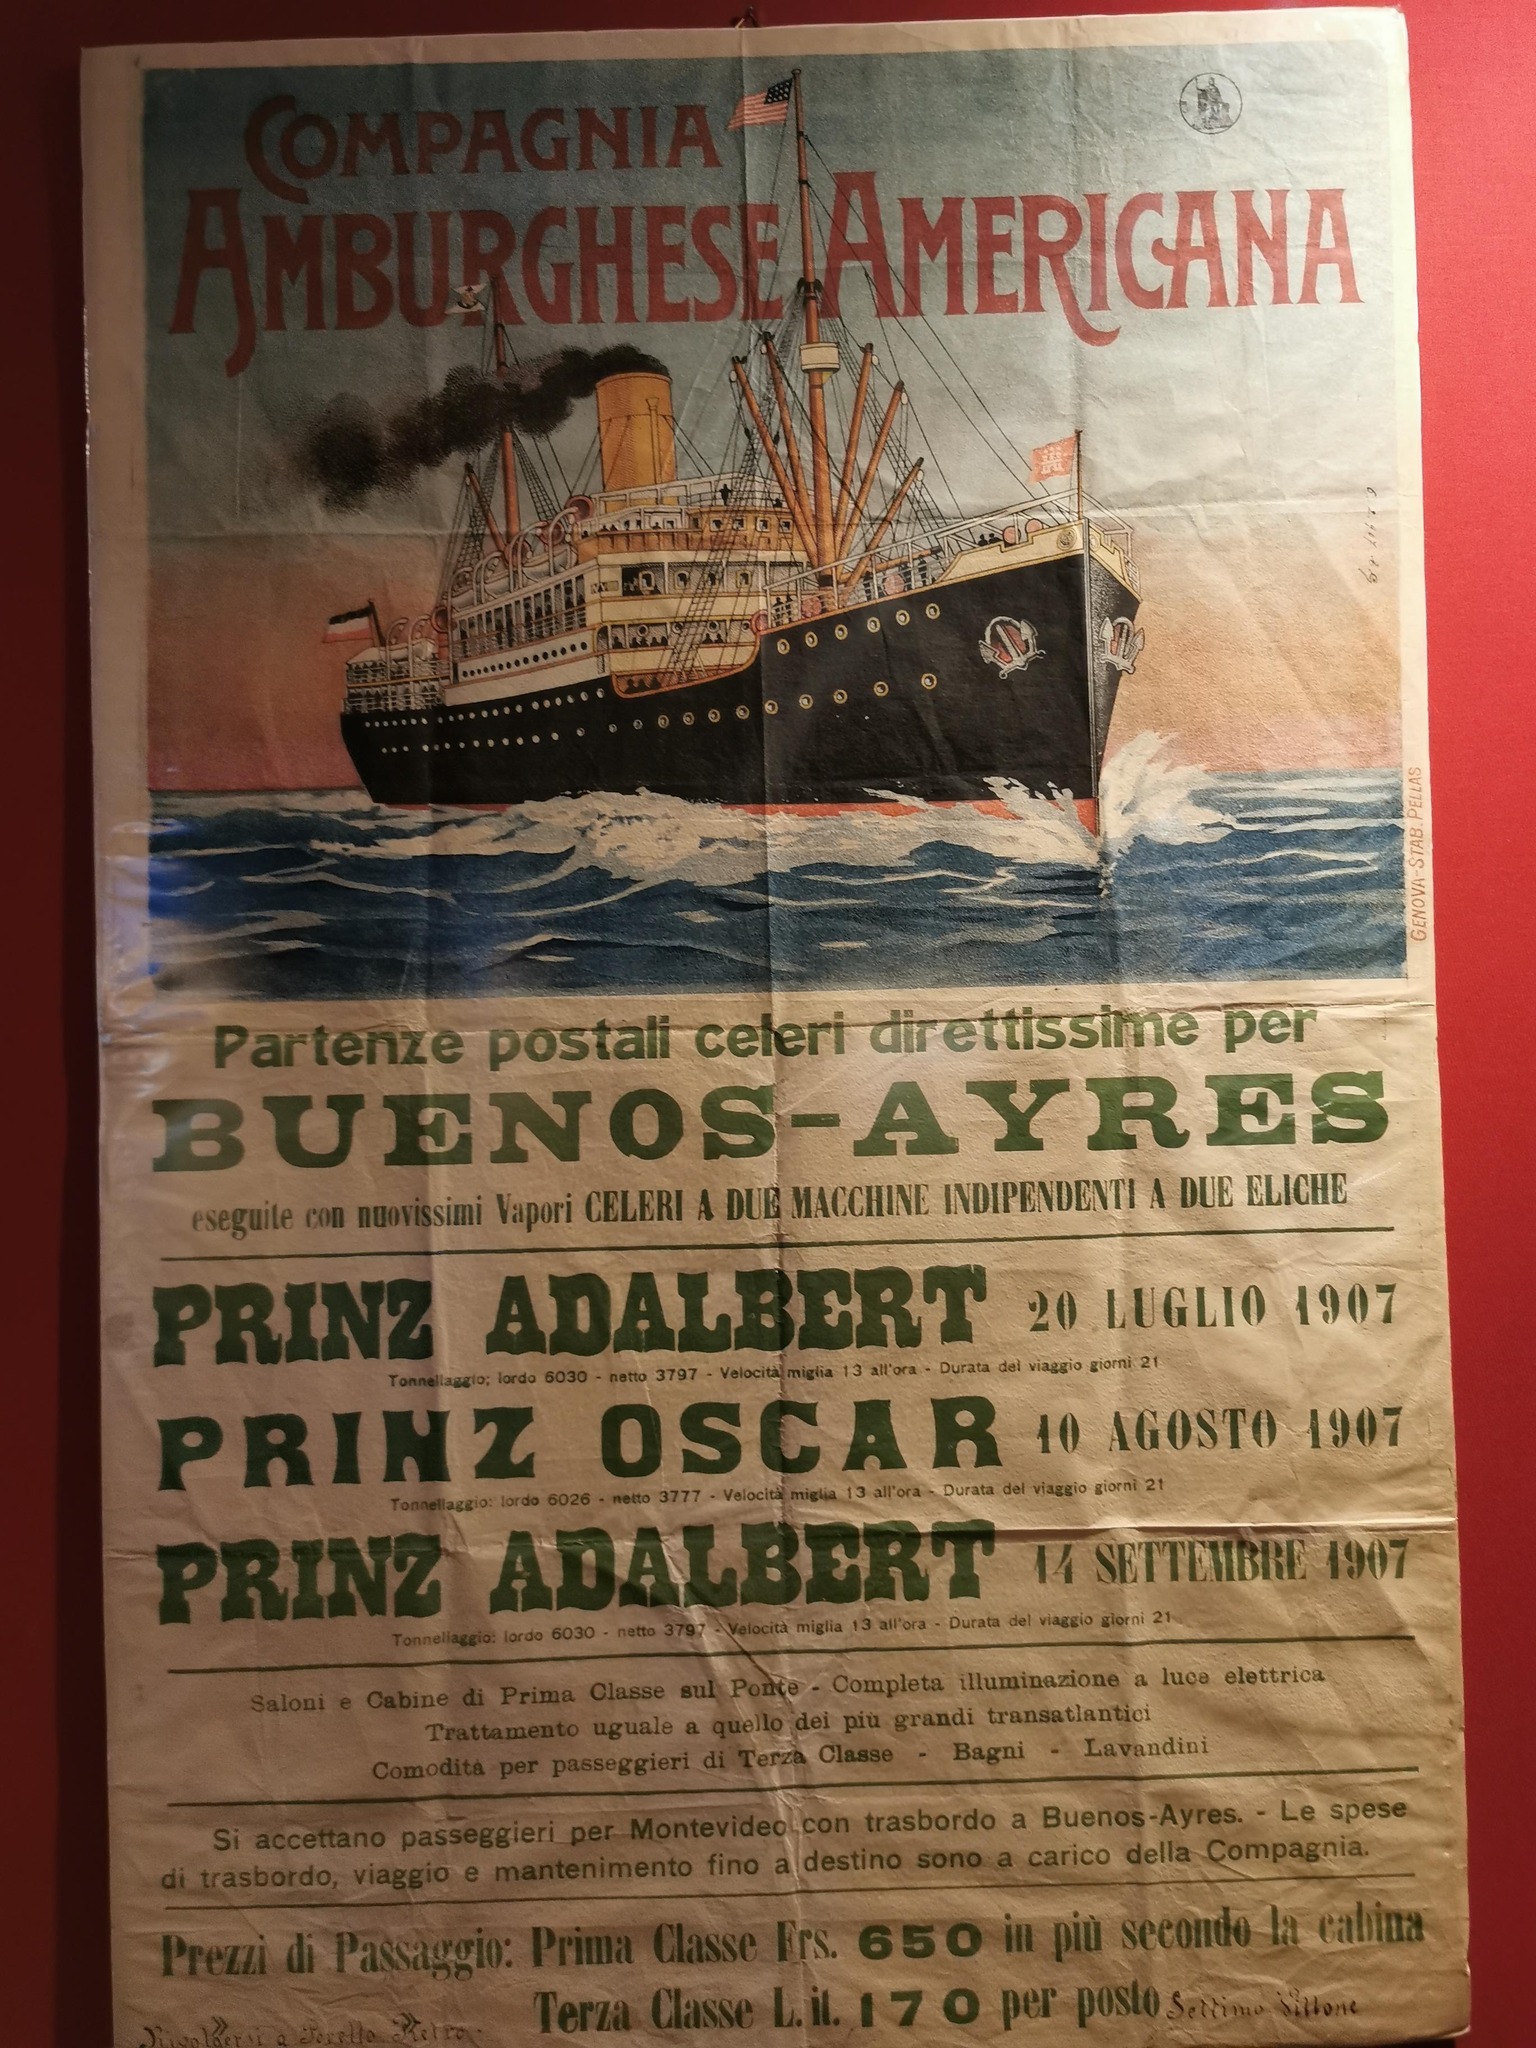 COMPAGNIA
AMBURGHESE AMERICANA
GENOVA-STAB. PELLAS
Partenze postali celeri direttissime per
BUENOS-AYRES
eseguite con nuovissimi Vapori CELERI A DUE MACCHINE INDIPENDENTI A DUE ELICHE
PRINZ ADALBERT 20 LUGLIO 1907
Tonnellaggio; lordo 6030 - netto 3797 - Velocità miglia 13 all'ora - Durata del viaggio giorni 21
PRINZ OSCAR 10 AGOSTO 1907
Tonnellaggio: lordo 6026 - netto 3777 - Velocità miglia 13 all'ora - Durata del viaggio giorni 21
PRINZ ADALBERT 14 SETTEMBRE 1907
Tonnellaggio: lordo 6030 - netto 3797 - Velocità miglia 13 all'ora - Durata del viaggio giorni 21
Saloni e Cabine di Prima Classe sul Ponte - Completa illuminazione a luce elettrica
Trattamento uguale a quello dei più grandi transatlantici
Comodità per passeggieri di Terza Classe - Bagni - Lavandini
Si accettano passeggieri per Montevideo con trasbordo a Buenos-Ayres. - Le spese
di trasbordo, viaggio e mantenimento fino a destino sono a carico della Compagnia.
Prezzi di Passaggio: Prima Classe Frs. 650 in più secondo la cabina
Terza Classe L. it. 170 per posto Settimo Vittone